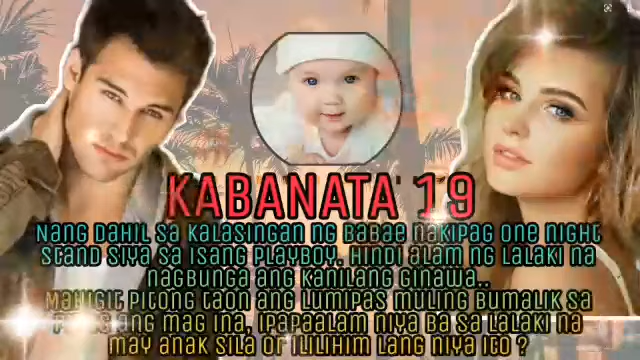 KABANATA 19
Nang dahil sa kalasingan ng babae nakipag one night
stand siya sa isang playboy. Hindi alam ng lalaki na
nagbunga ang kanilang ginawa..
Mahigit pitong taon ang lumipas muling bumalik sa
ang mag ina, ipapaalam niya ba sa lalaki na
may anak sila or ililihim lang niya ito ?